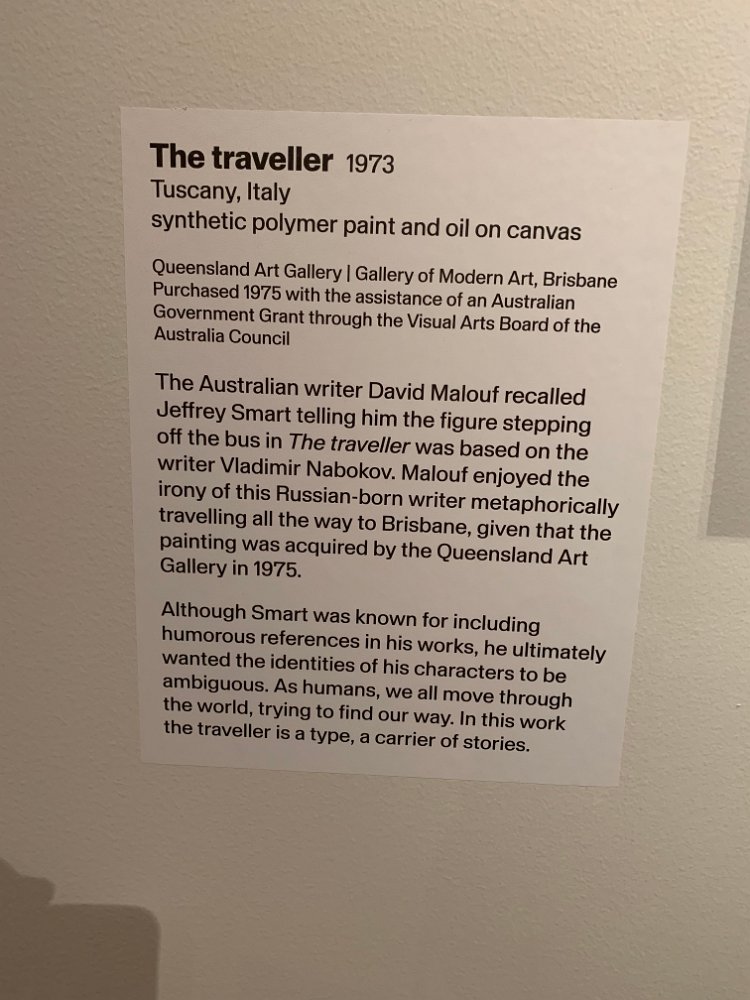 The traveller 1973
Tuscany, Italy
synthetic polymer paint and oil on canvas
Queensland Art Gallery | Gallery of Modern Art, Brisbane
Purchased 1975 with the assistance of an Australian
Government Grant through the Visual Arts Board of the
Australia Council
The Australian writer David Malouf recalled
Jeffrey Smart telling him the figure stepping
off the bus in The traveller was based on the
writer Vladimir Nabokov. Malouf enjoyed the
irony of this Russian-born writer metaphorically
travelling all the way to Brisbane, given that the
painting was acquired by the Queensland Art
Gallery in 1975.
Although Smart was known for including
humorous references in his works, he ultimately
wanted the identities of his characters to be
ambiguous. As humans, we all move through
the world, trying to find our way. In this work
the traveller is a type, a carrier of stories.